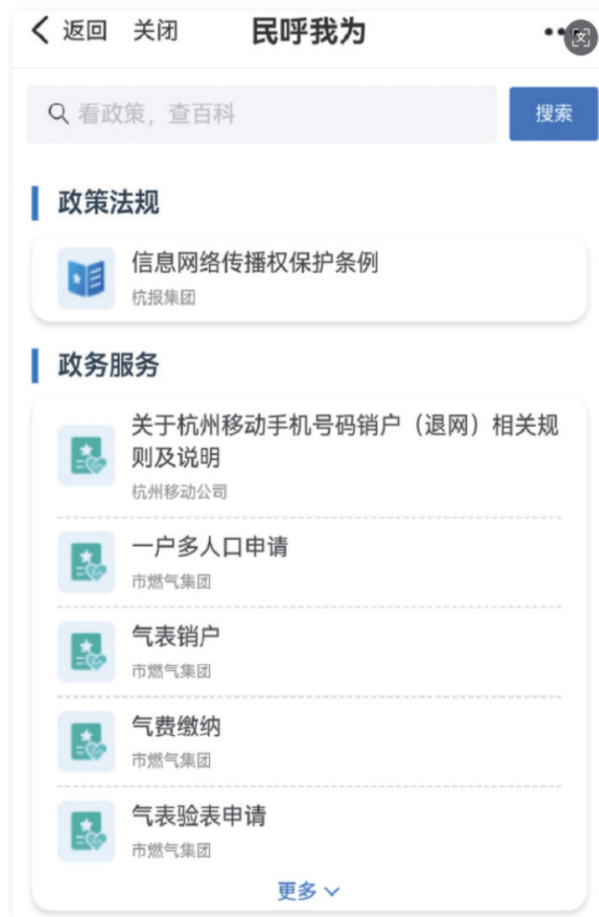 返回 关闭 民呼我为
文
看政策，查百科 搜索
政策法规
信息网络传播权保护条例
杭报集团
政务服务
关于杭州移动手机号码销户（退网）相关规
则及说明
杭州移动公司
一户多人口申请
市燃气集团
气表销户
市燃气集团
气费缴纳
市燃气集团
气表验表申请
市燃气集团
更多